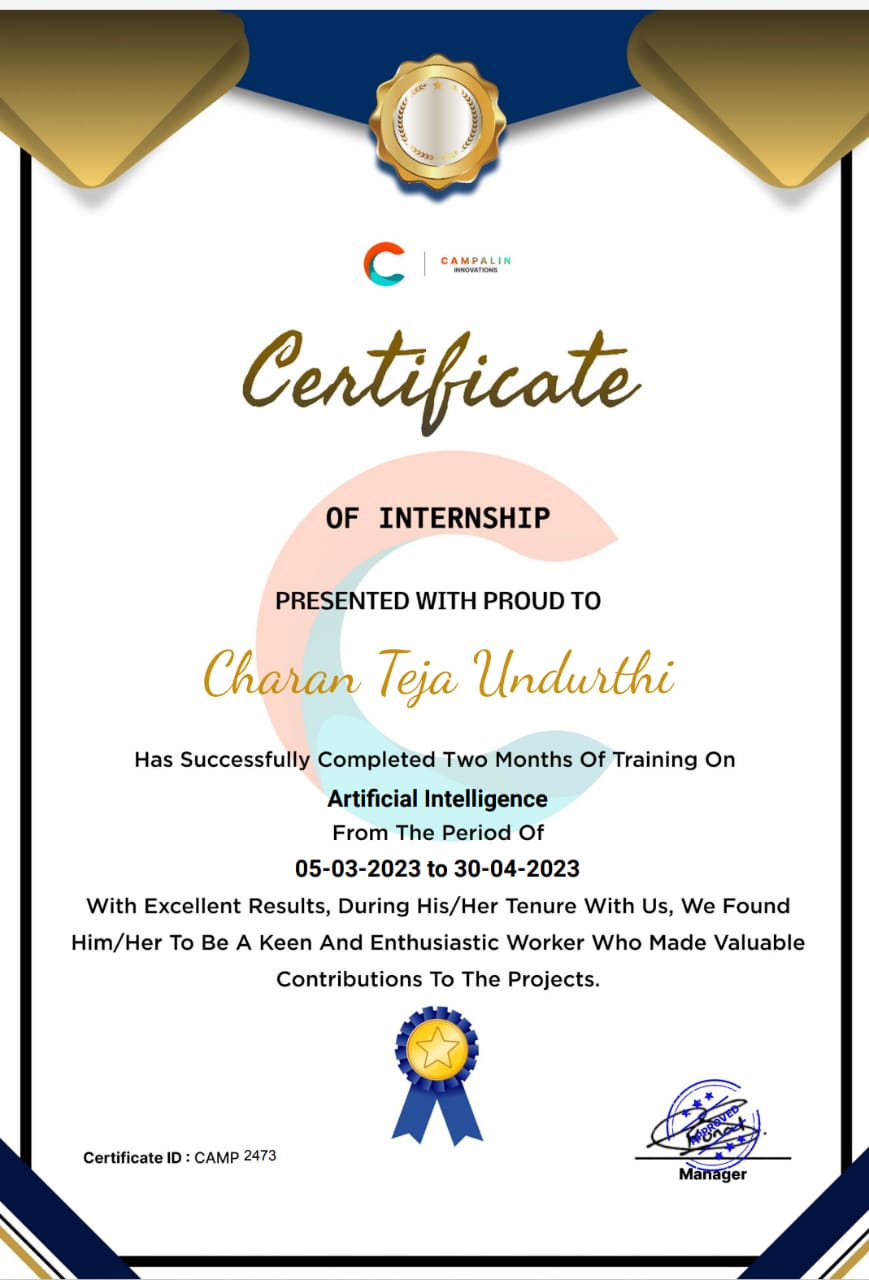 CAMPALIN
INNOVATIONS
Certificate
OF INTERNSHIP
PRESENTED WITH PROUD TO
Charan Teja Undurthi
Has Successfully Completed Two Months Of Training On
Artificial Intelligence
From The Period Of
05-03-2023 to 30-04-2023
With Excellent Results, During His/Her Tenure With Us, We Found
Him/Her To Be A Keen And Enthusiastic Worker Who Made Valuable
Contributions To The Projects.
APPROVED
Certificate ID : CAMP 2473
Manager